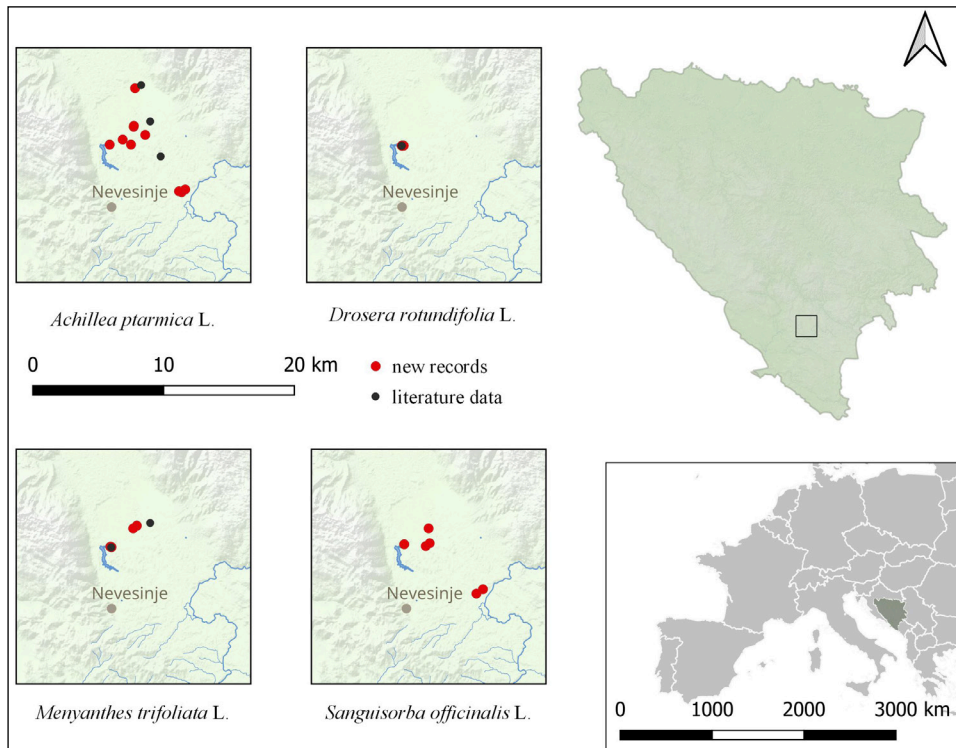 Nevesinje
Nevesinje
Achillea ptarmica L.
Drosera rotundifolia L.
0 10 20 km
new records
literature data
Nevesinje
Nevesinje
Menyanthes trifoliata L.
Sanguisorba officinalis L.
0 1000 2000 3000 km